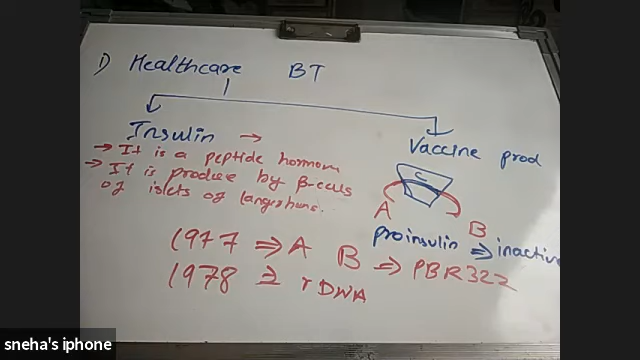 1) Healthcare BT
Insulin →
→ It is a peptide hormon
→ It is produce by β-cells
of islets of langerhans.
Vaccine prod
C
A
B
proinsulin ⇒ inactive
1977 ⇒ A B ⇒ PBR322
1978 ⇒ rDNA
sneha's iphone